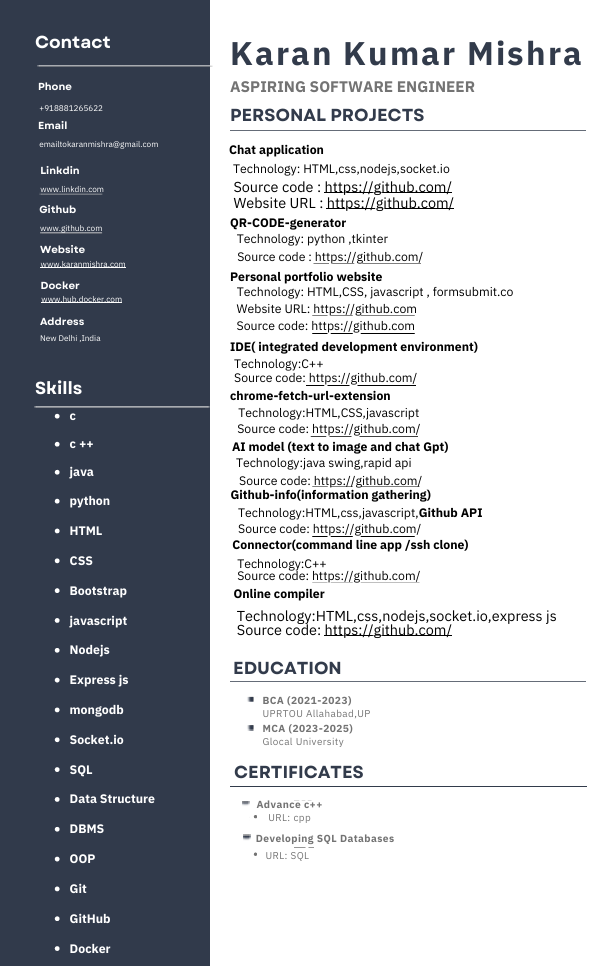 Contact
Phone
+918881265622
Email
emailtokaranmishra@gmail.com
Linkdin
www.linkdin.com
Github
www.github.com
Website
www.karanmishra.com
Docker
www.hub.docker.com
Address
New Delhi ,India
Skills
• c
• c ++
• java
• python
• HTML
• CSS
• Bootstrap
• javascript
• Nodejs
• Express js
• mongodb
• Socket.io
• SQL
• Data Structure
• DBMS
• OOP
• Git
• GitHub
• Docker
Karan Kumar Mishra
ASPIRING SOFTWARE ENGINEER
PERSONAL PROJECTS
Chat application
Technology: HTML,css,nodejs,socket.io
Source code : https://github.com/
Website URL : https://github.com/
QR-CODE-generator
Technology: python ,tkinter
Source code : https://github.com/
Personal portfolio website
Technology: HTML,CSS, javascript , formsubmit.co
Website URL: https://github.com
Source code: https://github.com
IDE( integrated development environment)
Technology:C++
Source code: https://github.com/
chrome-fetch-url-extension
Technology:HTML,CSS,javascript
Source code: https://github.com/
AI model (text to image and chat Gpt)
Technology:java swing,rapid api
Source code: https://github.com/
Github-info(information gathering)
Technology:HTML,css,javascript,Github API
Source code: https://github.com/
Connector(command line app /ssh clone)
Technology:C++
Source code: https://github.com/
Online compiler
Technology:HTML,css,nodejs,socket.io,express js
Source code: https://github.com/
EDUCATION
BCA (2021-2023)
UPRTOU Allahabad,UP
MCA (2023-2025)
Glocal University
CERTIFICATES
Advance c++
• URL: cpp
Developing SQL Databases
• URL: SQL